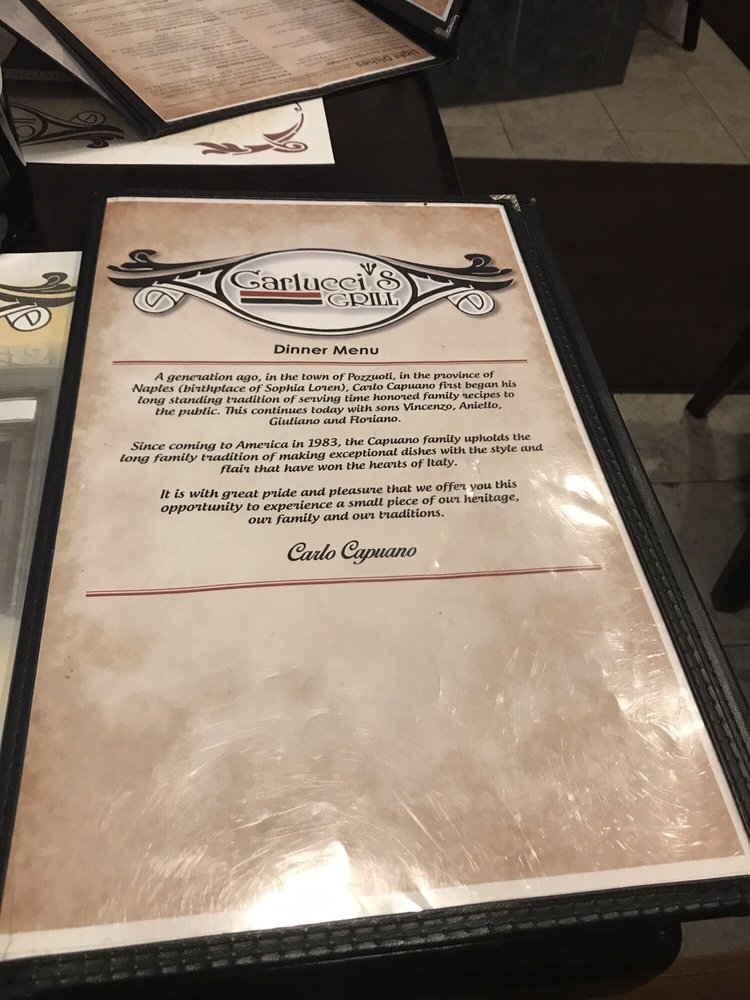 Light Dishes
Carlucci's
GRILL
Dinner Menu
A generation ago, in the town of Pozzuoli, in the province of
Naples (birthplace of Sophia Loren), Carlo Capuano first began his
long standing tradition of serving time honored family recipes to
the public. This continues today with sons Vincenzo, Aniello,
Giuliano and Floriano.
Since coming to America in 1983, the Capuano family upholds the
long family tradition of making exceptional dishes with the style and
flair that have won the hearts of Italy.
It is with great pride and pleasure that we offer you this
opportunity to experience a small piece of our heritage,
our family and our traditions.
Carlo Capuano